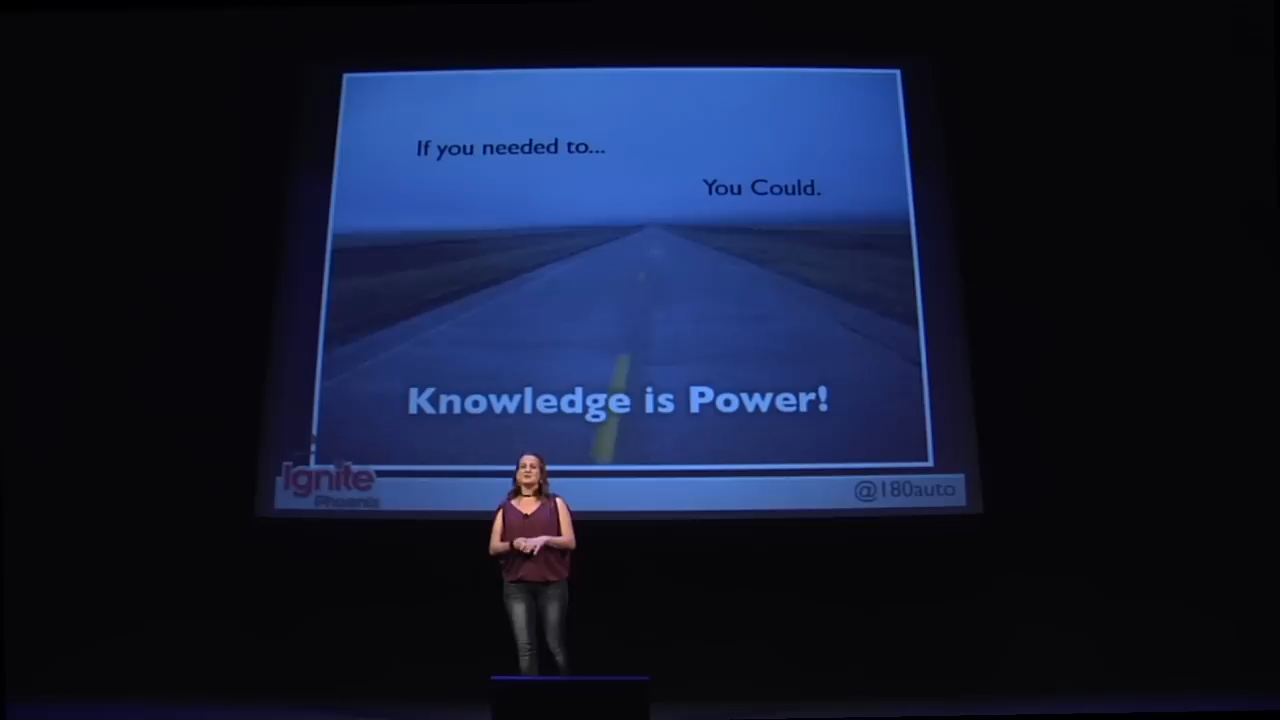 If you needed to...
You Could.
Knowledge is Power!
Ignite
Phoenix
@180auto